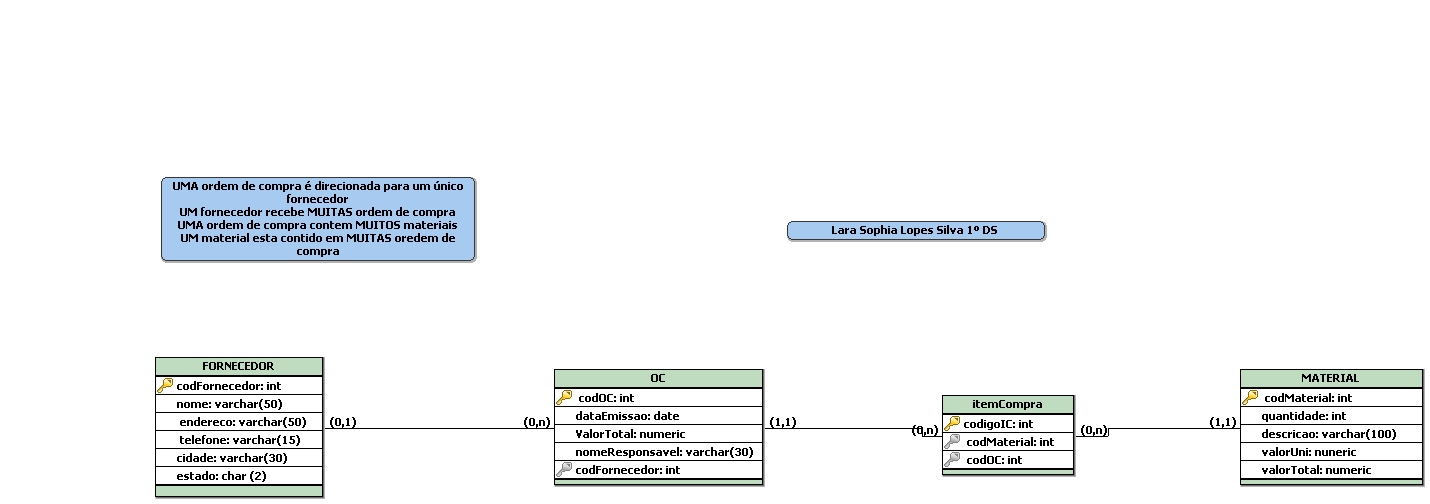 UMA ordem de compra é direcionada para um único
fornecedor
UM fornecedor recebe MUITAS ordem de compra
UMA ordem de compra contem MUITOS materiais
UM material esta contido em MUITAS oredem de
compra
Lara Sophia Lopes Silva 1º DS
FORNECEDOR
codFornecedor: int
nome: varchar(50)
endereco: varchar(50)
telefone: varchar(15)
cidade: varchar(30)
estado: char (2)
(0,1)
(0,n)
OC
codOC: int
dataEmissao: date
ValorTotal: numeric
nomeResponsavel: varchar(30)
codFornecedor: int
(1,1)
(0,n)
itemCompra
codigoIC: int
codMaterial: int
codOC: int
(0,n)
(1,1)
MATERIAL
codMaterial: int
quantidade: int
descricao: varchar(100)
valorUni: nuneric
valorTotal: numeric